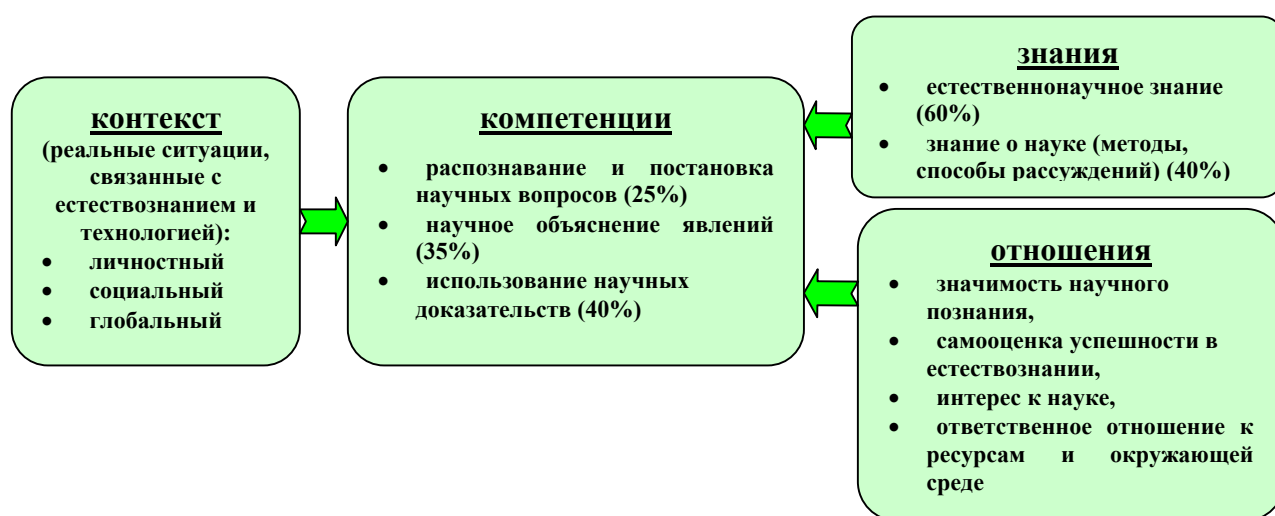 контекст
(реальные ситуации,
связанные с
естествознанием и
технологией):
• личностный
• социальный
• глобальный
компетенции
• распознавание и постановка
научных вопросов (25%)
• научное объяснение явлений
(35%)
• использование научных
доказательств (40%)
знания
• естественнонаучное знание
(60%)
• знание о науке (методы,
способы рассуждений) (40%)
отношения
• значимость научного
познания,
• самооценка успешности в
естествознании,
• интерес к науке,
• ответственное отношение к
ресурсам и окружающей
среде